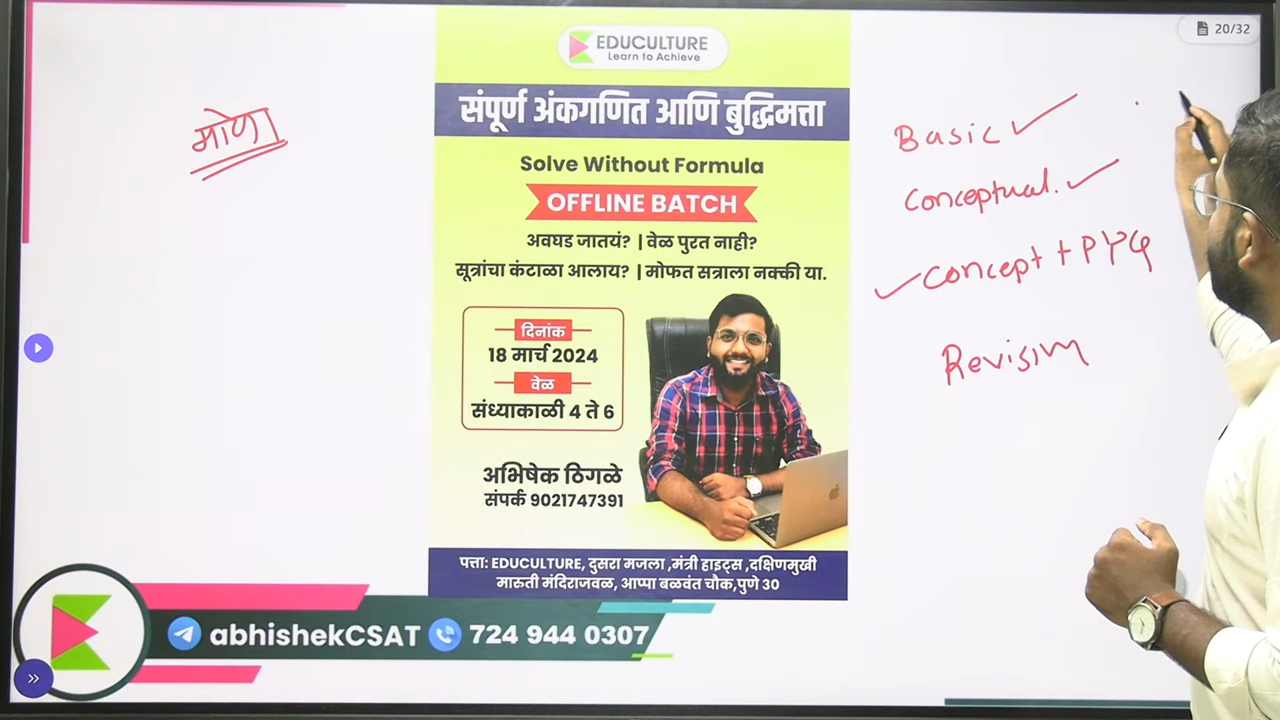 20/32
EDUCULTURE
Learn to Achieve
संपूर्ण अंकगणित आणि बुद्धिमत्ता
Solve Without Formula
OFFLINE BATCH
अवघड जातयं? | वेळ पुरत नाही?
सूत्रांचा कंटाळा आलाय? | मोफत सत्राला नक्की या.
दिनांक
18 मार्च 2024
वेळ
संध्याकाळी 4 ते 6
अभिषेक ठिगळे
संपर्क 9021747391
पत्ता: EDUCULTURE, दुसरा मजला ,मंत्री हाइट्स ,दक्षिणमुखी
मारुती मंदिराजवळ, आप्पा बळवंत चौक,पुणे 30
Basic
Conceptual.
Concept + PYQ
abhishekCSAT 724 944 0307